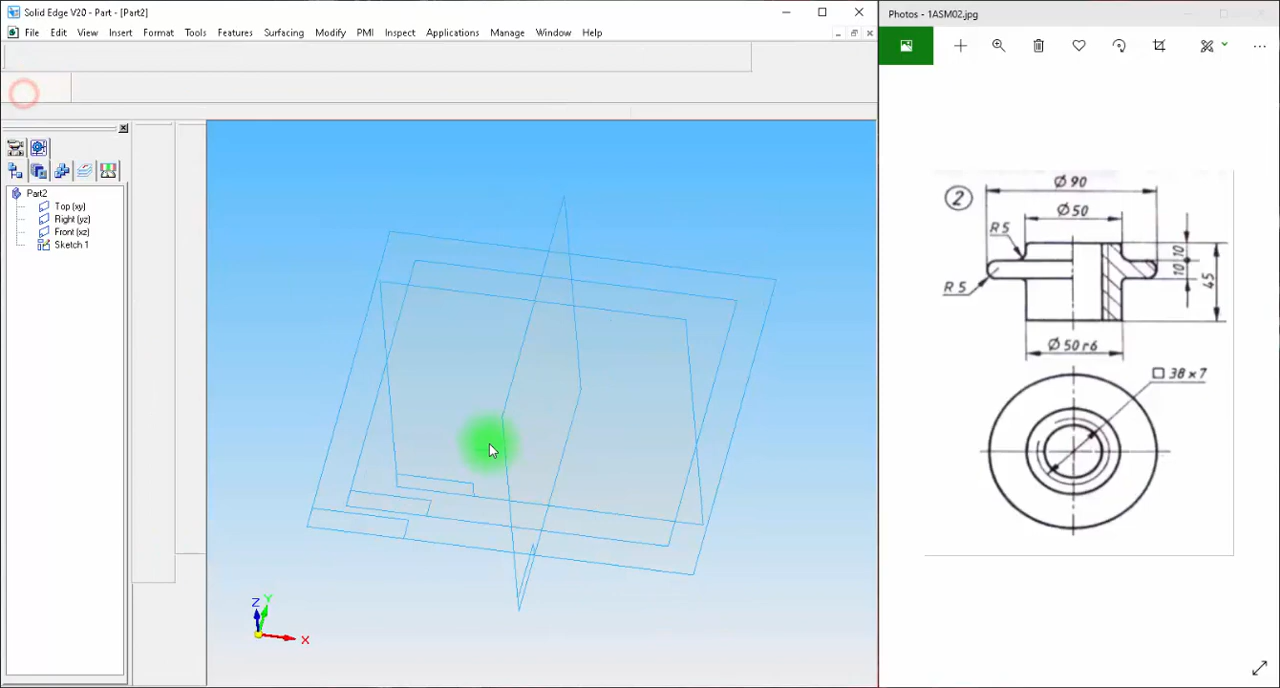 Solid Edge V20 - Part - [Part2]
File Edit View Insert Format Tools Features Surfacing Modify PMI Inspect Applications Manage Window Help
Part2
Top (xy)
Right (yz)
Front (xz)
Sketch 1
Z Y
X
Photos - 1ASM02.jpg
2
Ø 90
Ø 50
R5
10
10
45
R5
Ø 50 r6
□ 38 x 7